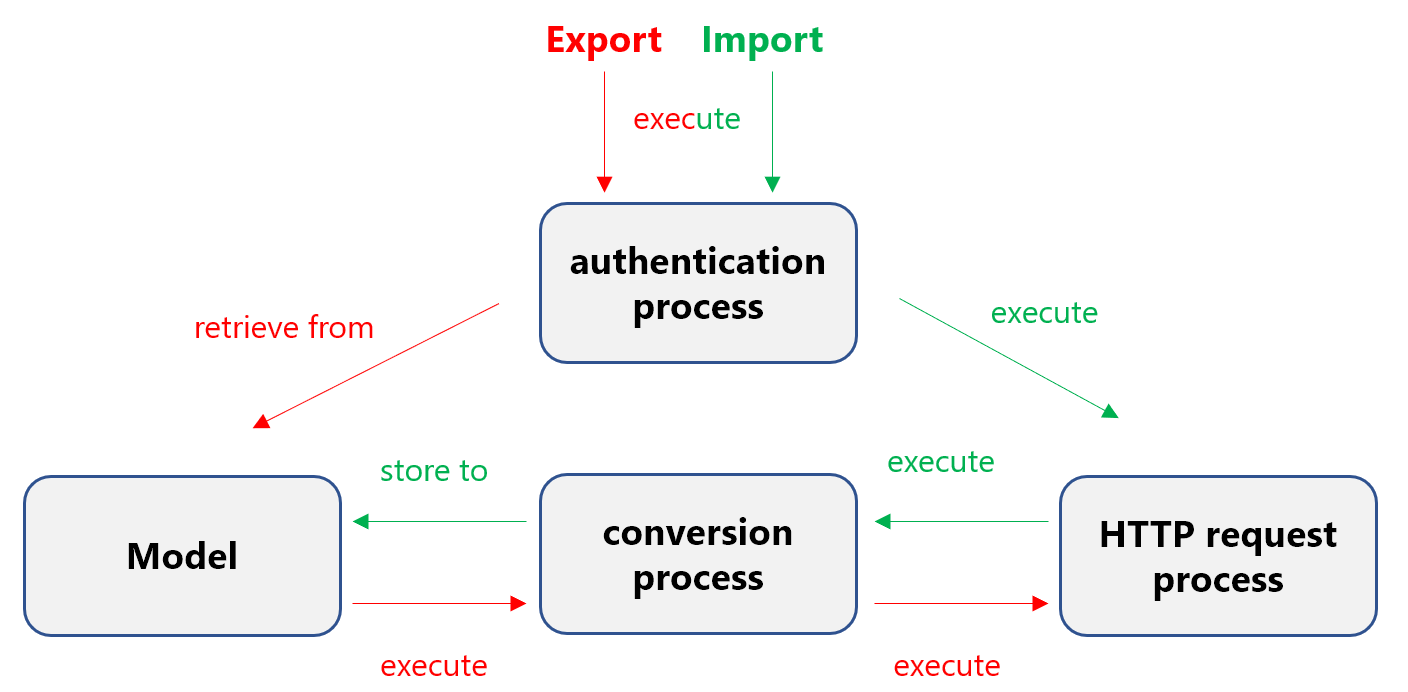 Export Import
execute
authentication
process
retrieve from
execute
store to
execute
Model
conversion
process
HTTP request
process
execute
execute